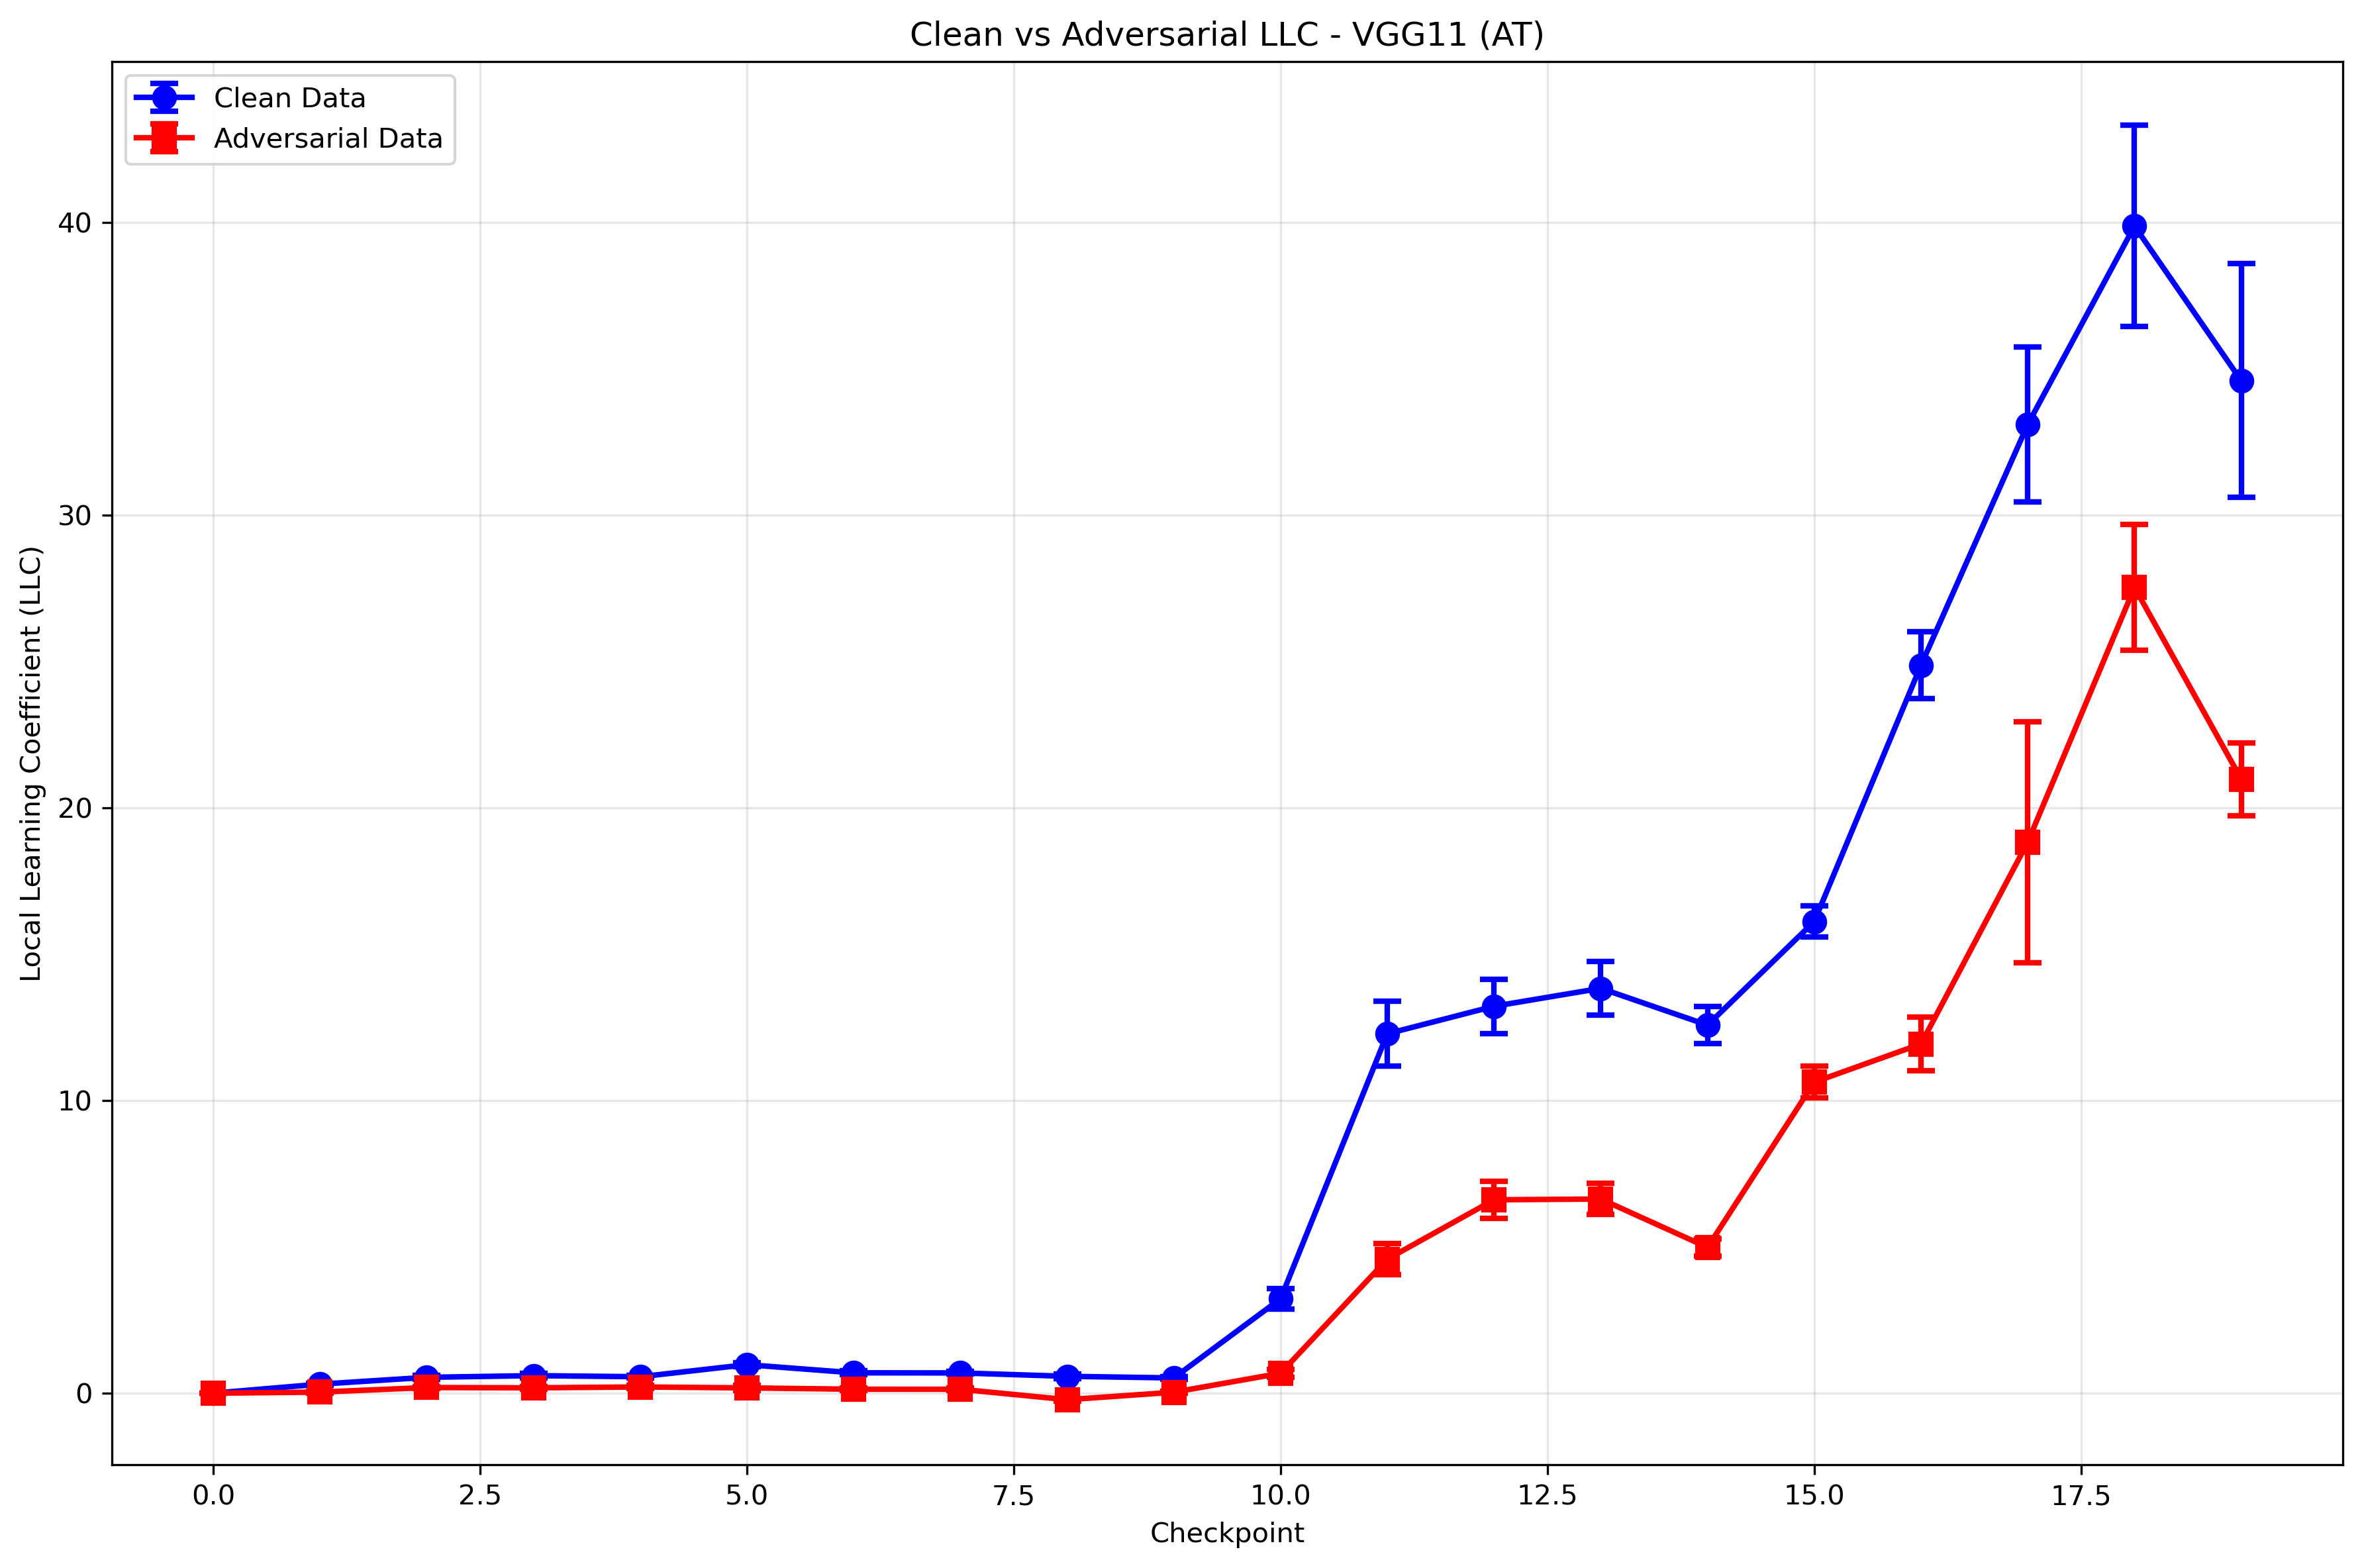 Clean vs Adversarial LLC - VGG11 (AT)
Clean Data
Adversarial Data
Local Learning Coefficient (LLC)
40
30
20
10
0
0.0 2.5 5.0 7.5 10.0 12.5 15.0 17.5
Checkpoint